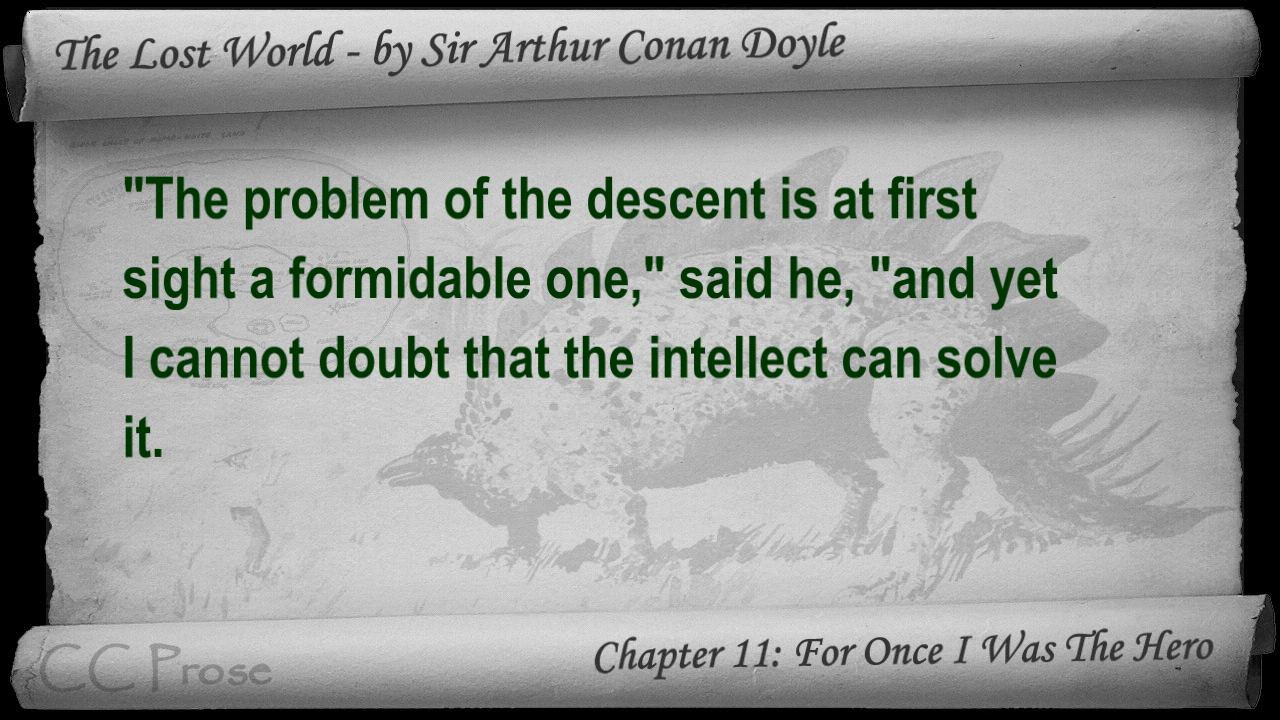 The Lost World - by Sir Arthur Conan Doyle
"The problem of the descent is at first
sight a formidable one," said he, "and yet
I cannot doubt that the intellect can solve
it.
Chapter 11: For Once I Was The Hero
CC Prose